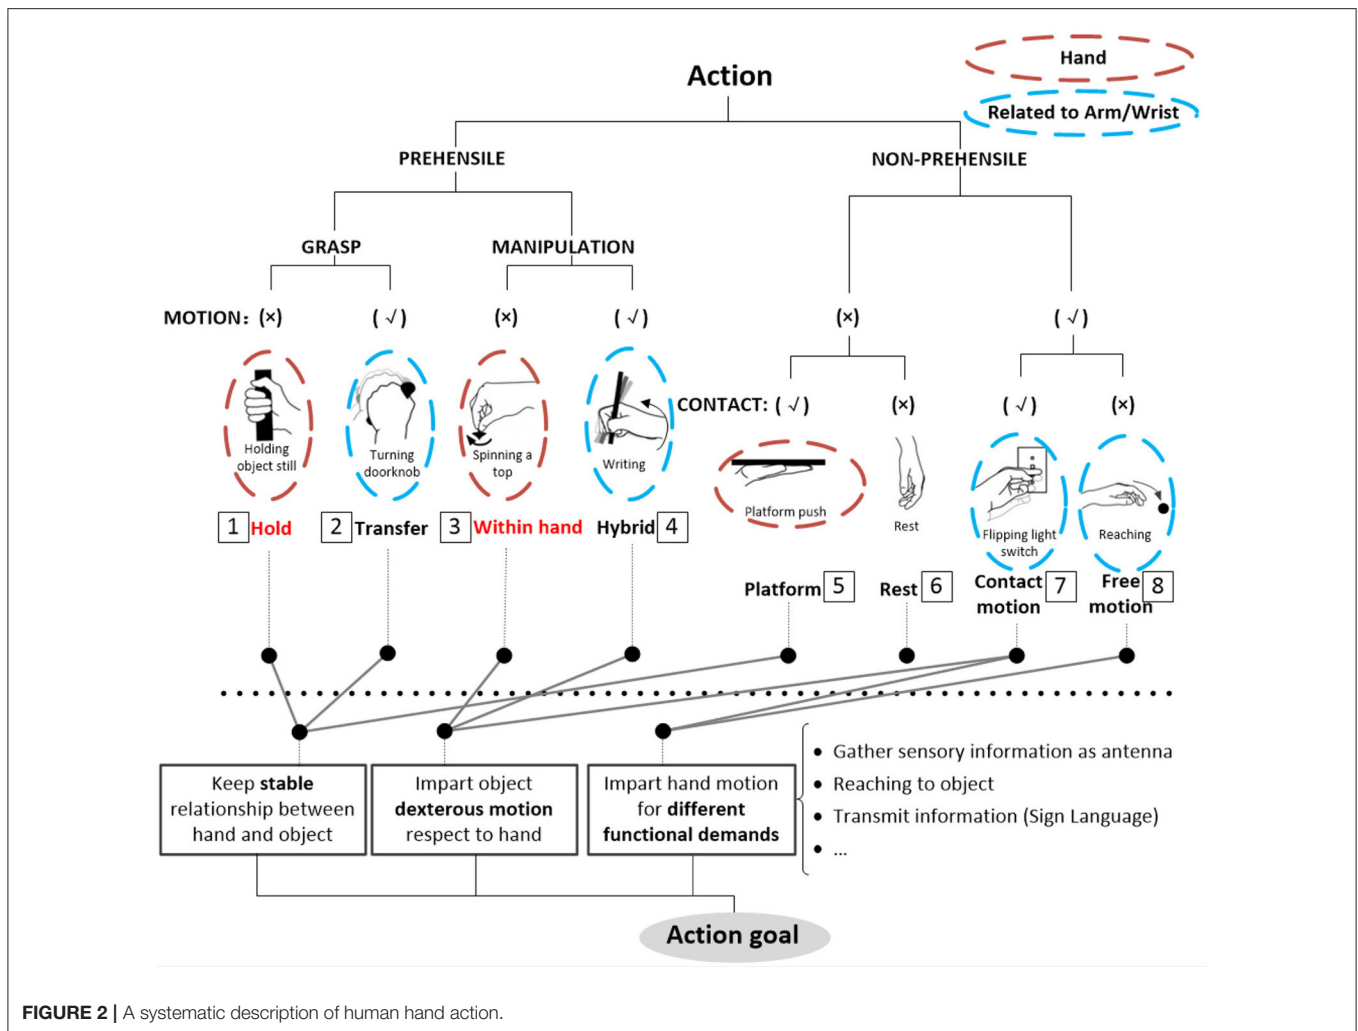 Action
Hand
Related to Arm/Wrist
PREHENSILE
NON-PREHENSILE
GRASP
MANIPULATION
MOTION: (×) (√) (×) (√) (×) (√)
CONTACT: (√) (×) (√) (×)
Holding
object still
Turning
doorknob
Spinning a
top
Writing
Platform push
Rest
Flipping light
switch
Reaching
1 Hold
2 Transfer
3 Within hand
Hybrid 4
Platform 5
Rest 6
Contact
motion 7
Free
motion 8
Keep stable
relationship between
hand and object
Impart object
dexterous motion
respect to hand
Impart hand motion
for different
functional demands
• Gather sensory information as antenna
• Reaching to object
• Transmit information (Sign Language)
• ...
Action goal
FIGURE 2 | A systematic description of human hand action.